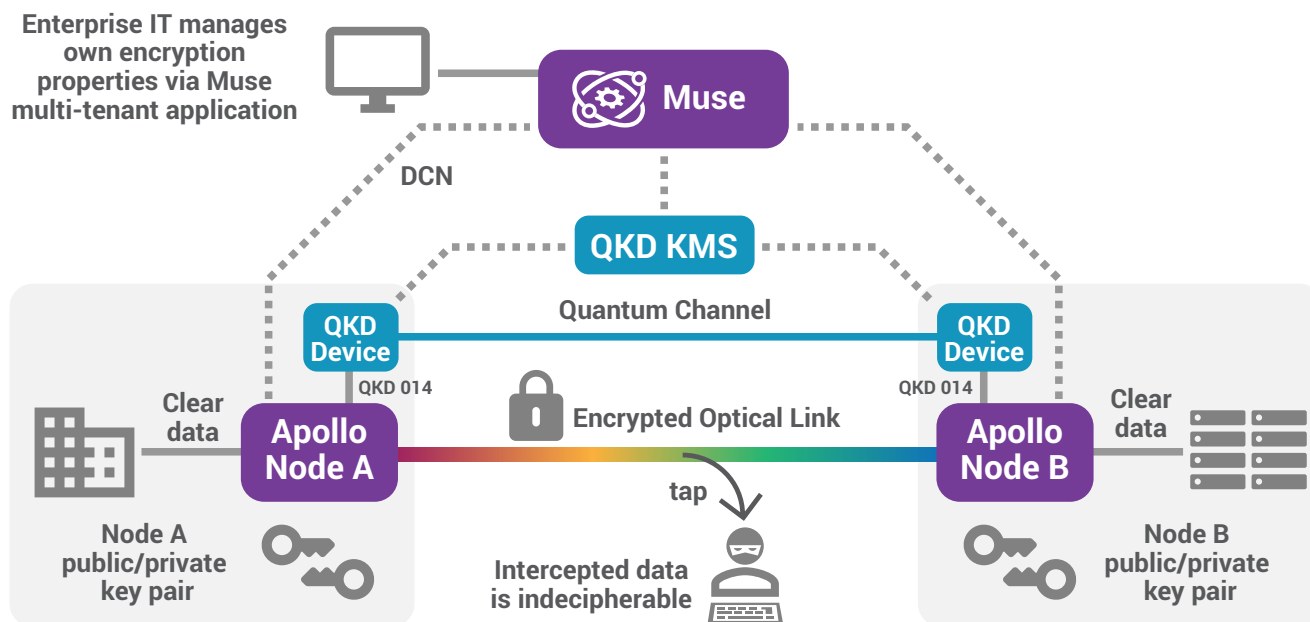 Enterprise IT manages
own encryption
properties via Muse
multi-tenant application
Muse
DCN
QKD KMS
Quantum Channel
QKD
Device
QKD
Device
QKD 014
QKD 014
Clear
data
Apollo
Node A
Encrypted Optical Link
Apollo
Node B
Clear
data
tap
Node A
public/private
key pair
Intercepted data
is indecipherable
Node B
public/private
key pair